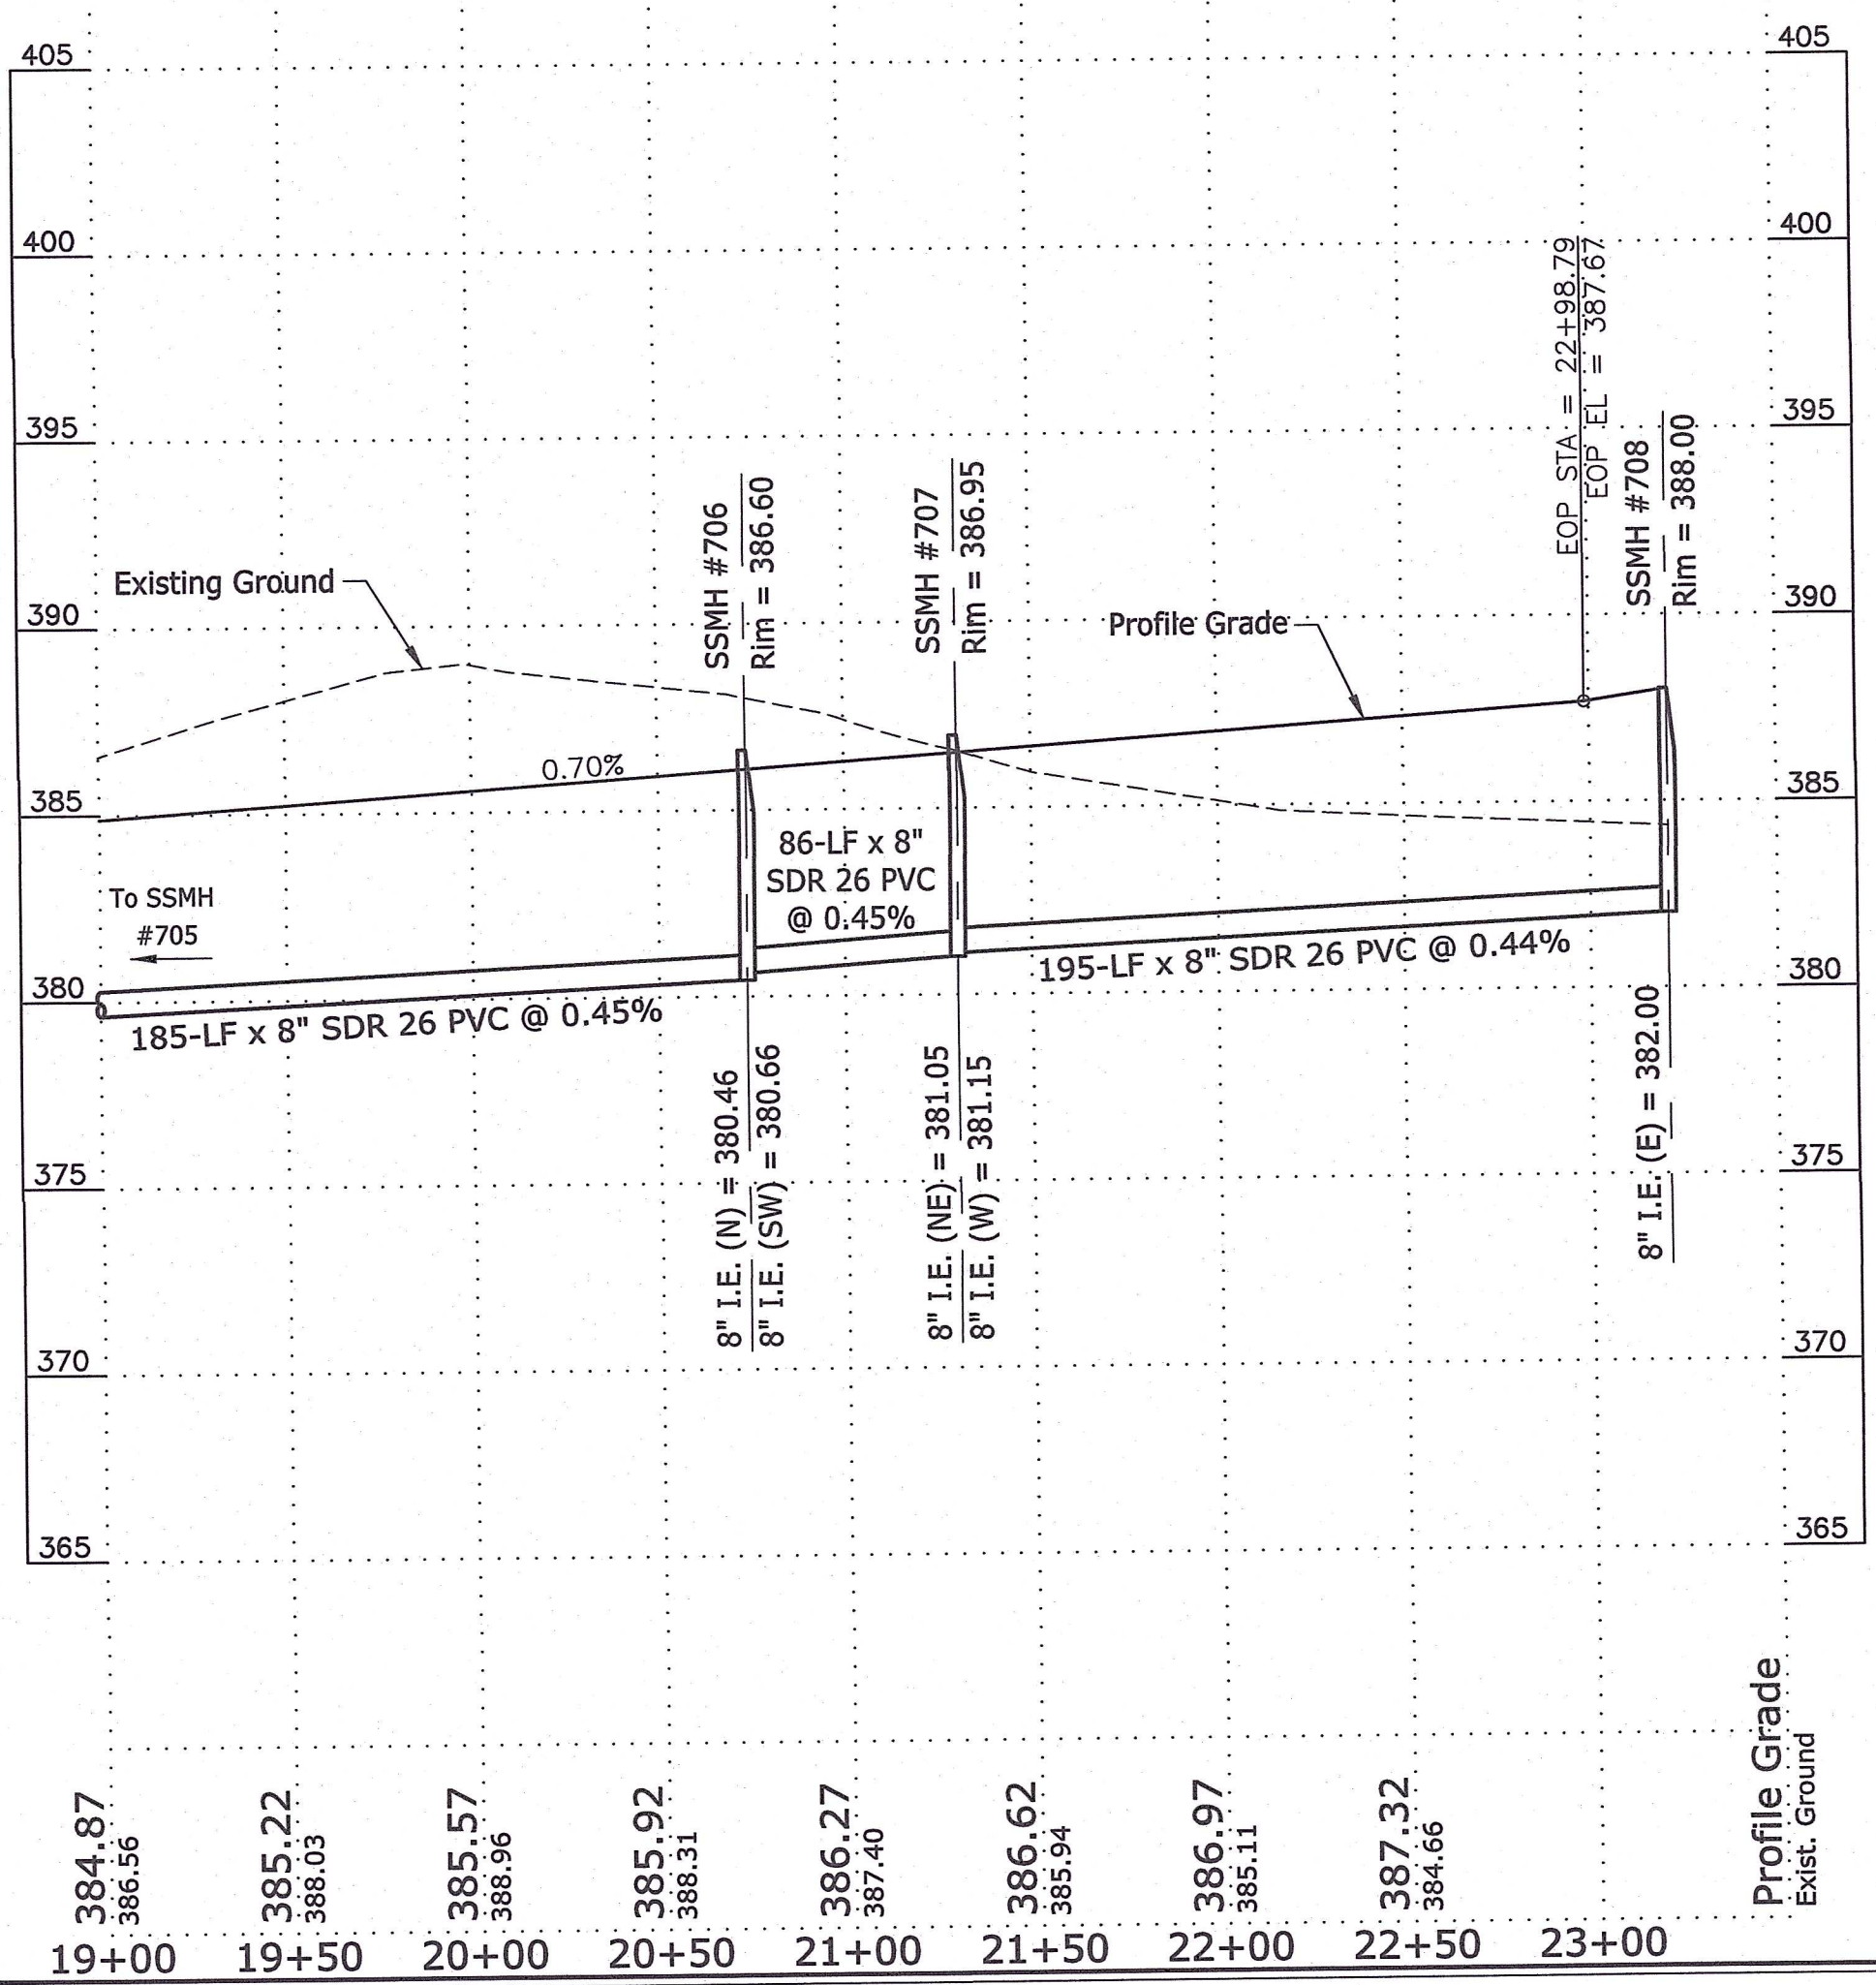 405
405
400
400
395
395
390
390
385
385
380
380
375
375
370
370
365
365
EOP STA = 22+98.79
EOP EL = 387.67
SSMH #706
Rim = 386.60
SSMH #707
Rim = 386.95
SSMH #708
Rim = 388.00
Existing Ground
Profile Grade
0.70%
86-LF x 8"
SDR 26 PVC
@ 0.45%
To SSMH
#705
185-LF x 8" SDR 26 PVC @ 0.45%
195-LF x 8" SDR 26 PVC @ 0.44%
8" I.E. (N) = 380.46
8" I.E. (SW) = 380.66
8" I.E. (NE) = 381.05
8" I.E. (W) = 381.15
8" I.E. (E) = 382.00
384.87
386.56
385.22
388.03
385.57
388.96
385.92
388.31
386.27
387.40
386.62
385.94
386.97
385.11
387.32
384.66
Profile Grade
Exist. Ground
19+00
19+50
20+00
20+50
21+00
21+50
22+00
22+50
23+00